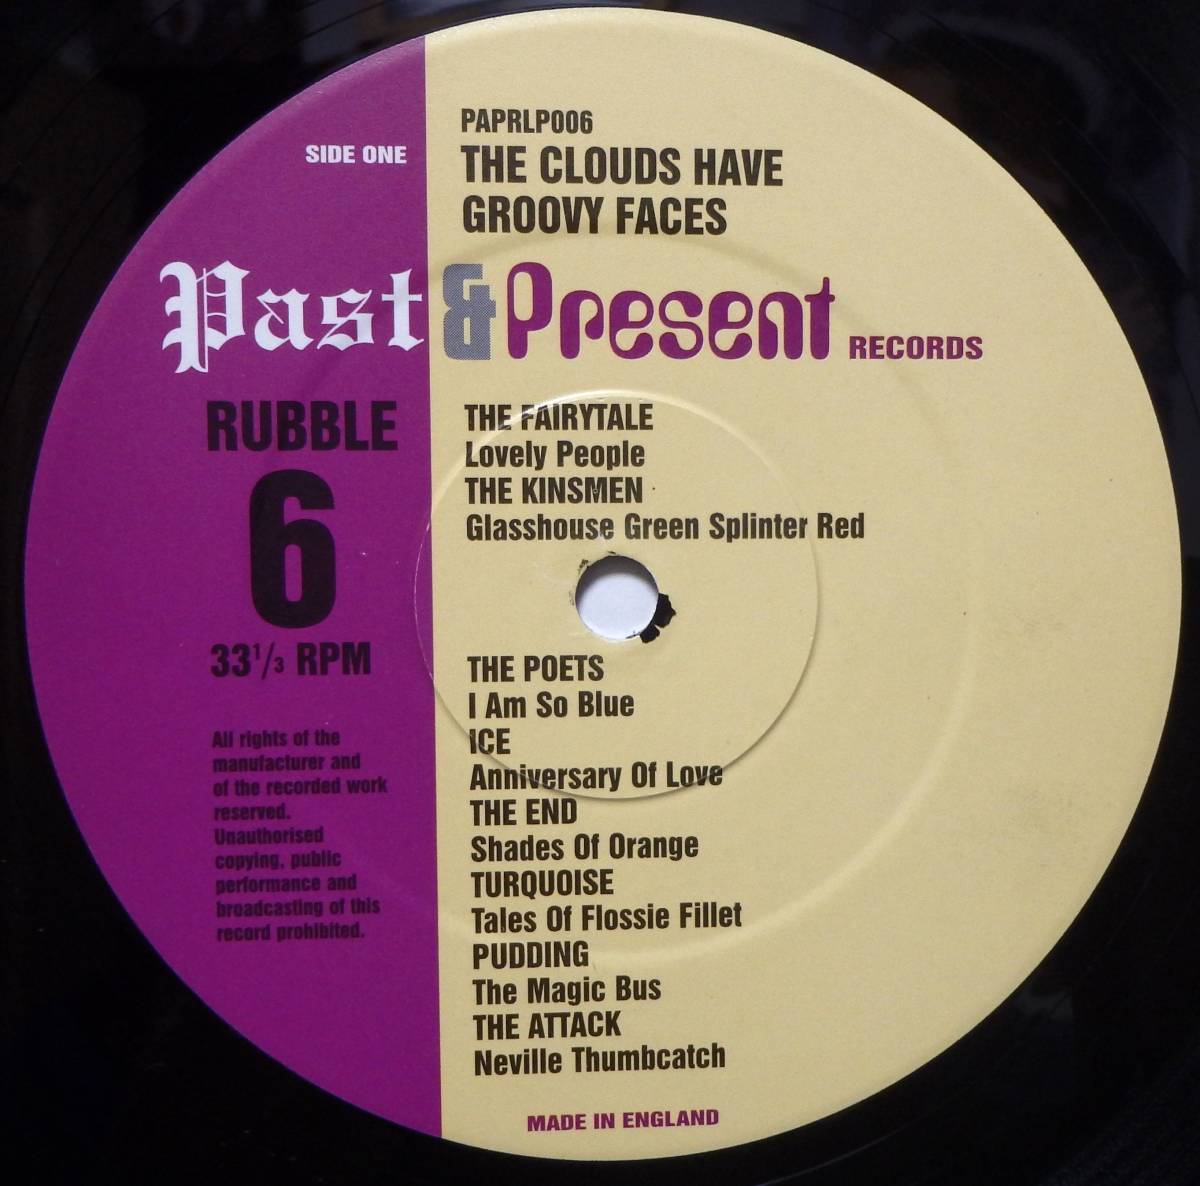 PAPRLP006
SIDE ONE
THE CLOUDS HAVE
GROOVY FACES
Past & Present RECORDS
RUBBLE
6
33 1/3 RPM
All rights of the
manufacturer and
of the recorded work
reserved.
Unauthorised
copying, public
performance and
broadcasting of this
record prohibited.
THE FAIRYTALE
Lovely People
THE KINSMEN
Glasshouse Green Splinter Red
THE POETS
I Am So Blue
ICE
Anniversary Of Love
THE END
Shades Of Orange
TURQUOISE
Tales Of Flossie Fillet
PUDDING
The Magic Bus
THE ATTACK
Neville Thumbcatch
MADE IN ENGLAND